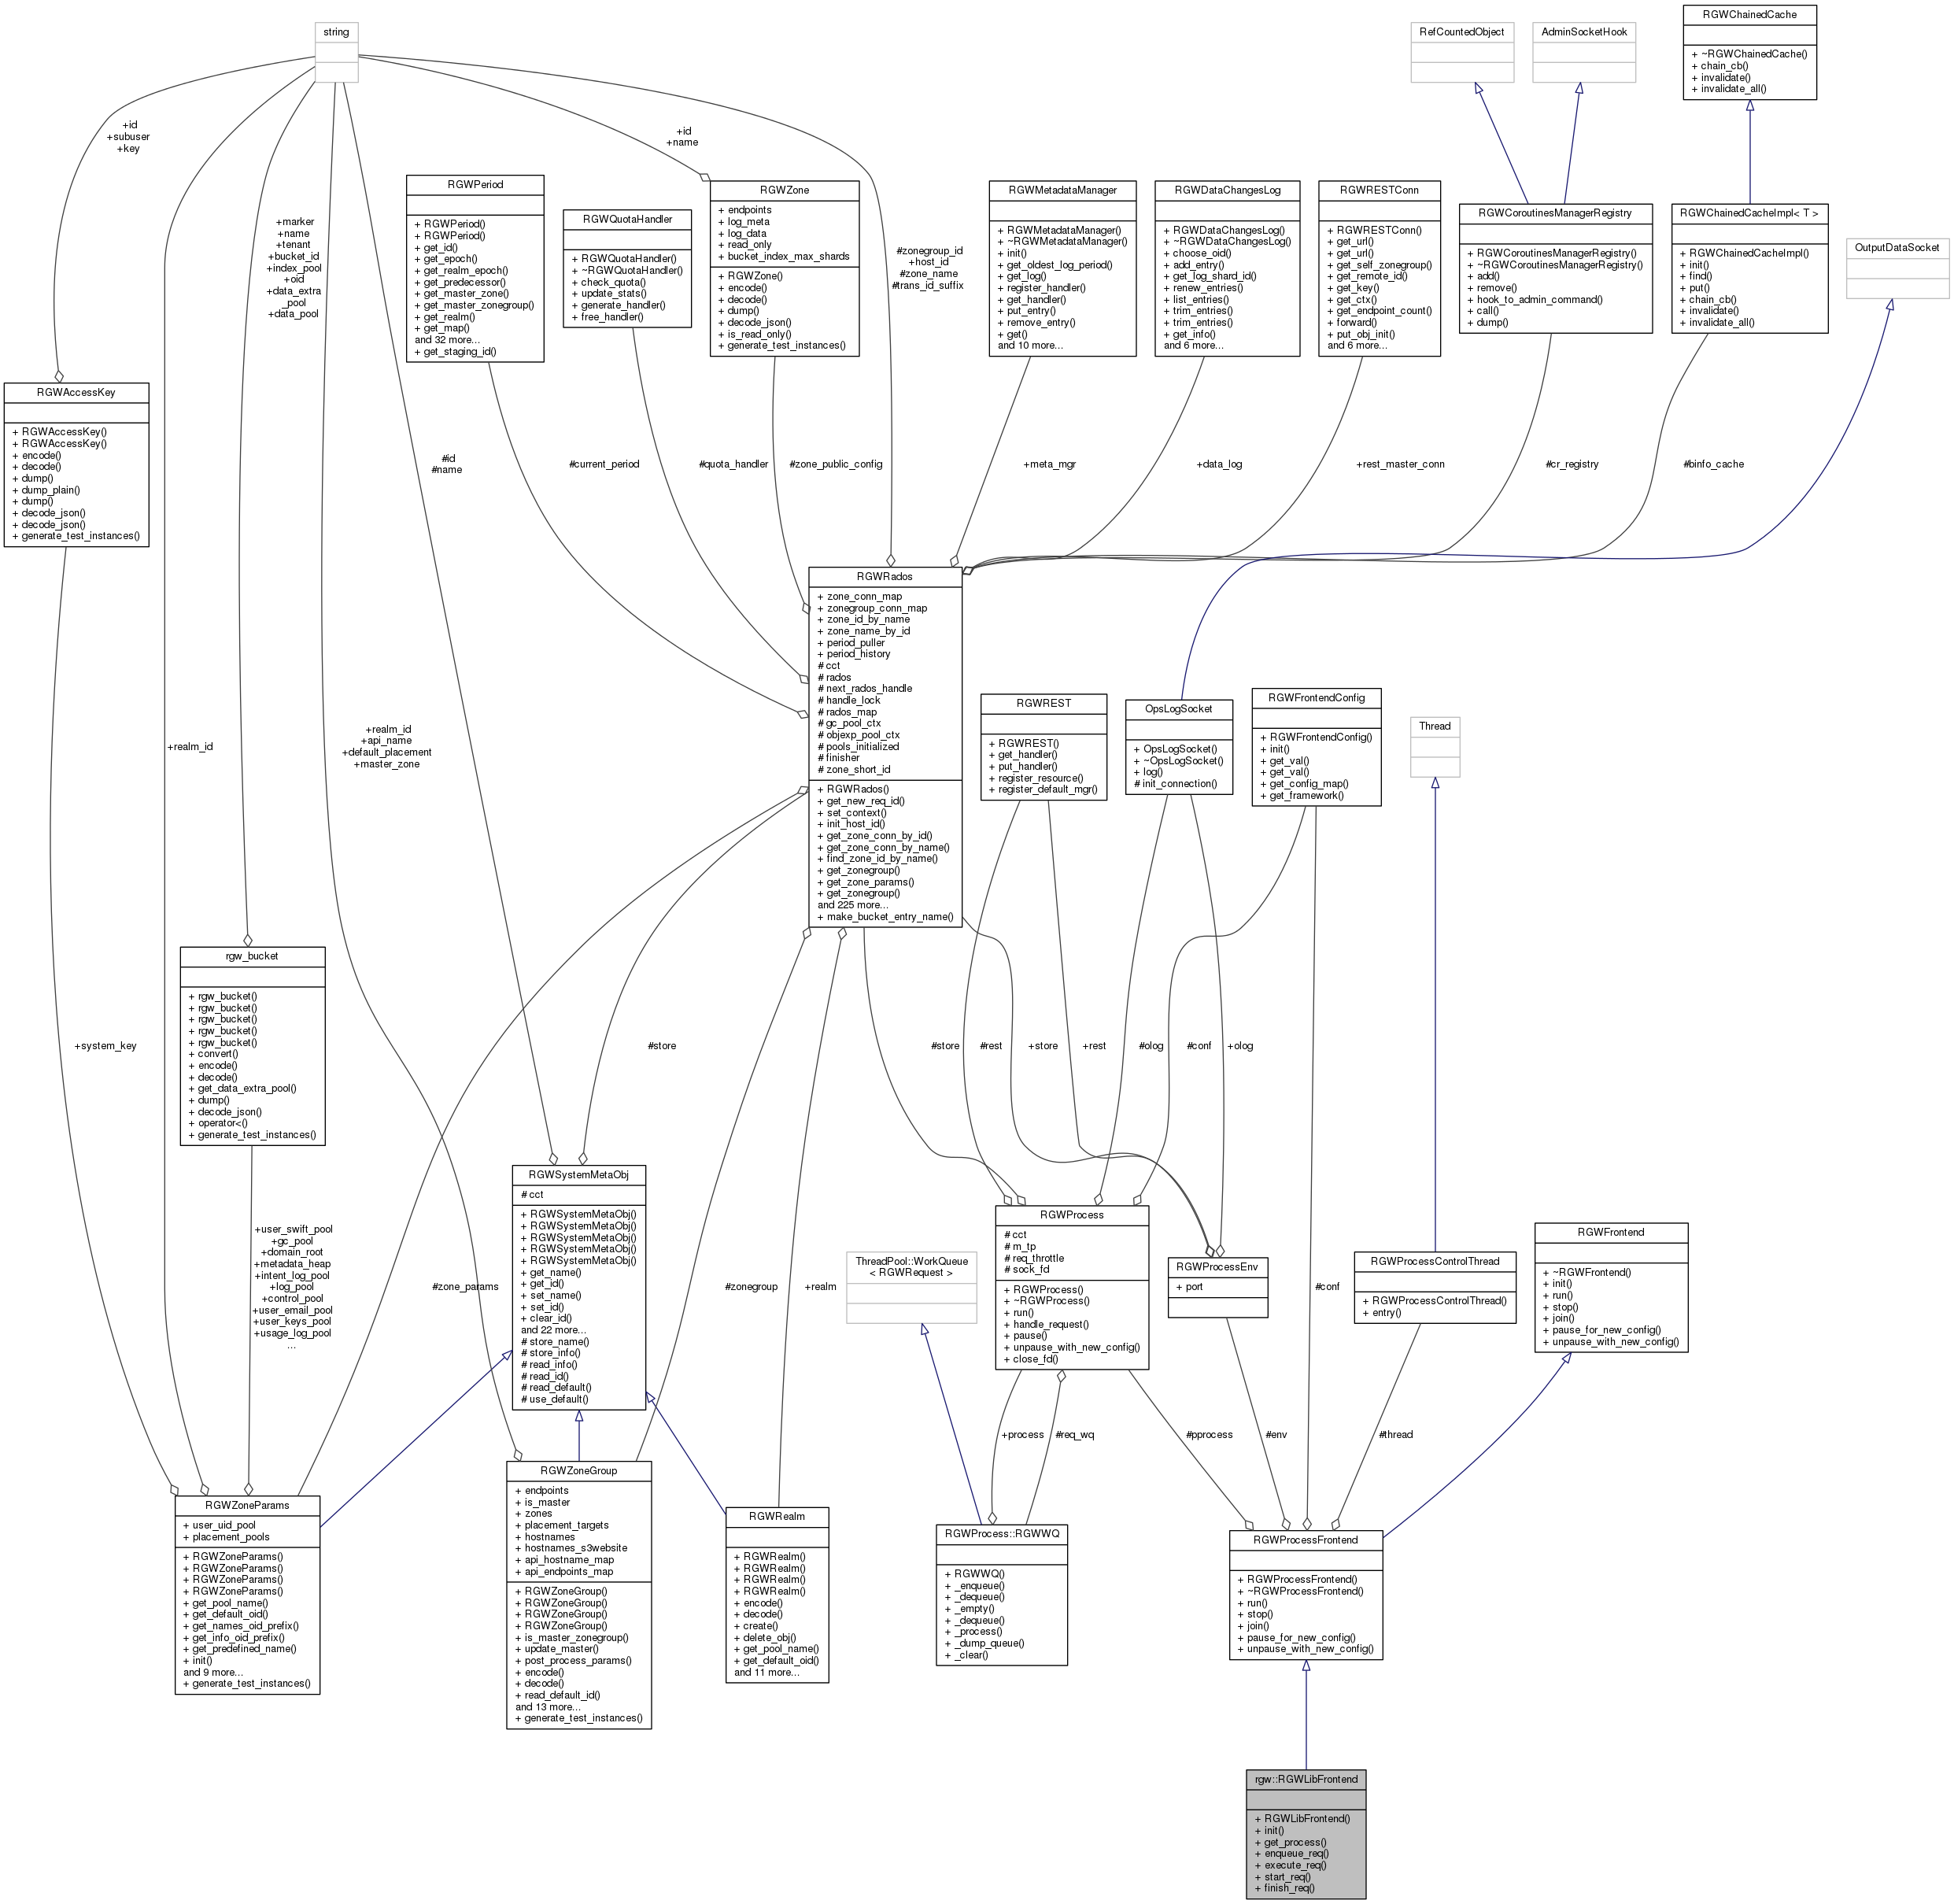 string
RefCountedObject
AdminSocketHook
RGWChainedCache
+ ~RGWChainedCache()
+ chain_cb()
+ invalidate()
+ invalidate_all()
+id
+subuser
+key
+id
+name
RGWPeriod
+ RGWPeriod()
+ RGWPeriod()
+ get_id()
+ get_epoch()
+ get_realm_epoch()
+ get_predecessor()
+ get_master_zone()
+ get_master_zonegroup()
+ get_realm()
+ get_map()
and 32 more...
+ get_staging_id()
RGWQuotaHandler
+ RGWQuotaHandler()
+ ~RGWQuotaHandler()
+ check_quota()
+ update_stats()
+ generate_handler()
+ free_handler()
RGWZone
+ endpoints
+ log_meta
+ log_data
+ read_only
+ bucket_index_max_shards
+ RGWZone()
+ encode()
+ decode()
+ dump()
+ decode_json()
+ is_read_only()
+ generate_test_instances()
#zonegroup_id
+host_id
#zone_name
#trans_id_suffix
RGWMetadataManager
+ RGWMetadataManager()
+ ~RGWMetadataManager()
+ init()
+ get_oldest_log_period()
+ get_log()
+ register_handler()
+ get_handler()
+ put_entry()
+ remove_entry()
+ get()
and 10 more...
RGWDataChangesLog
+ RGWDataChangesLog()
+ ~RGWDataChangesLog()
+ choose_oid()
+ add_entry()
+ get_log_shard_id()
+ renew_entries()
+ list_entries()
+ trim_entries()
+ trim_entries()
+ get_info()
and 6 more...
RGWRESTConn
+ RGWRESTConn()
+ get_url()
+ get_url()
+ get_self_zonegroup()
+ get_remote_id()
+ get_key()
+ get_ctx()
+ get_endpoint_count()
+ forward()
+ put_obj_init()
and 6 more...
RGWCoroutinesManagerRegistry
+ RGWCoroutinesManagerRegistry()
+ ~RGWCoroutinesManagerRegistry()
+ add()
+ remove()
+ hook_to_admin_command()
+ call()
+ dump()
RGWChainedCacheImpl< T >
+ RGWChainedCacheImpl()
+ init()
+ find()
+ put()
+ chain_cb()
+ invalidate()
+ invalidate_all()
OutputDataSocket
+marker
+name
+tenant
+bucket_id
+index_pool
+oid
+data_extra
_pool
+data_pool
RGWAccessKey
+ RGWAccessKey()
+ RGWAccessKey()
+ encode()
+ decode()
+ dump()
+ dump_plain()
+ dump()
+ decode_json()
+ decode_json()
+ generate_test_instances()
#id
#name
#current_period
#quota_handler
#zone_public_config
+meta_mgr
+data_log
+rest_master_conn
#cr_registry
#binfo_cache
RGWRados
+ zone_conn_map
+ zonegroup_conn_map
+ zone_id_by_name
+ zone_name_by_id
+ period_puller
+ period_history
# cct
# rados
# next_rados_handle
# handle_lock
# rados_map
# gc_pool_ctx
# objexp_pool_ctx
# pools_initialized
# finisher
# zone_short_id
+ RGWRados()
+ get_new_req_id()
+ set_context()
+ init_host_id()
+ get_zone_conn_by_id()
+ get_zone_conn_by_name()
+ find_zone_id_by_name()
+ get_zonegroup()
+ get_zone_params()
+ get_zonegroup()
and 225 more...
+ make_bucket_entry_name()
RGWREST
+ RGWREST()
+ get_handler()
+ put_handler()
+ register_resource()
+ register_default_mgr()
OpsLogSocket
+ OpsLogSocket()
+ ~OpsLogSocket()
+ log()
# init_connection()
RGWFrontendConfig
+ RGWFrontendConfig()
+ init()
+ get_val()
+ get_val()
+ get_config_map()
+ get_framework()
Thread
+realm_id
+realm_id
+api_name
+default_placement
+master_zone
rgw_bucket
+ rgw_bucket()
+ rgw_bucket()
+ rgw_bucket()
+ rgw_bucket()
+ rgw_bucket()
+ convert()
+ encode()
+ decode()
+ get_data_extra_pool()
+ dump()
+ decode_json()
+ operator<()
+ generate_test_instances()
+system_key
#store
#store
#rest
+store
+rest
#olog
#conf
+olog
RGWSystemMetaObj
# cct
+ RGWSystemMetaObj()
+ RGWSystemMetaObj()
+ RGWSystemMetaObj()
+ RGWSystemMetaObj()
+ RGWSystemMetaObj()
+ get_name()
+ get_id()
+ set_name()
+ set_id()
+ clear_id()
and 22 more...
# store_name()
# store_info()
# read_info()
# read_id()
# read_default()
# use_default()
+user_swift_pool
+gc_pool
+domain_root
+metadata_heap
+intent_log_pool
+log_pool
+control_pool
+user_email_pool
+user_keys_pool
+usage_log_pool
...
#zone_params
#zonegroup
+realm
ThreadPool::WorkQueue
< RGWRequest >
RGWProcess
# cct
# m_tp
# req_throttle
# sock_fd
+ RGWProcess()
+ ~RGWProcess()
+ run()
+ handle_request()
+ pause()
+ unpause_with_new_config()
+ close_fd()
RGWProcessEnv
+ port
#conf
RGWProcessControlThread
+ RGWProcessControlThread()
+ entry()
RGWFrontend
+ ~RGWFrontend()
+ init()
+ run()
+ stop()
+ join()
+ pause_for_new_config()
+ unpause_with_new_config()
+process
#req_wq
#pprocess
#env
#thread
RGWZoneParams
+ user_uid_pool
+ placement_pools
+ RGWZoneParams()
+ RGWZoneParams()
+ RGWZoneParams()
+ RGWZoneParams()
+ get_pool_name()
+ get_default_oid()
+ get_names_oid_prefix()
+ get_info_oid_prefix()
+ get_predefined_name()
+ init()
and 9 more...
+ generate_test_instances()
RGWZoneGroup
+ endpoints
+ is_master
+ zones
+ placement_targets
+ hostnames
+ hostnames_s3website
+ api_hostname_map
+ api_endpoints_map
+ RGWZoneGroup()
+ RGWZoneGroup()
+ RGWZoneGroup()
+ RGWZoneGroup()
+ is_master_zonegroup()
+ update_master()
+ post_process_params()
+ encode()
+ decode()
+ read_default_id()
and 13 more...
+ generate_test_instances()
RGWRealm
+ RGWRealm()
+ RGWRealm()
+ RGWRealm()
+ RGWRealm()
+ encode()
+ decode()
+ create()
+ delete_obj()
+ get_pool_name()
+ get_default_oid()
and 11 more...
RGWProcess::RGWWQ
+ RGWWQ()
+ _enqueue()
+ _dequeue()
+ _empty()
+ _dequeue()
+ _process()
+ _dump_queue()
+ _clear()
RGWProcessFrontend
+ RGWProcessFrontend()
+ ~RGWProcessFrontend()
+ run()
+ stop()
+ join()
+ pause_for_new_config()
+ unpause_with_new_config()
rgw::RGWLibFrontend
+ RGWLibFrontend()
+ init()
+ get_process()
+ enqueue_req()
+ execute_req()
+ start_req()
+ finish_req()